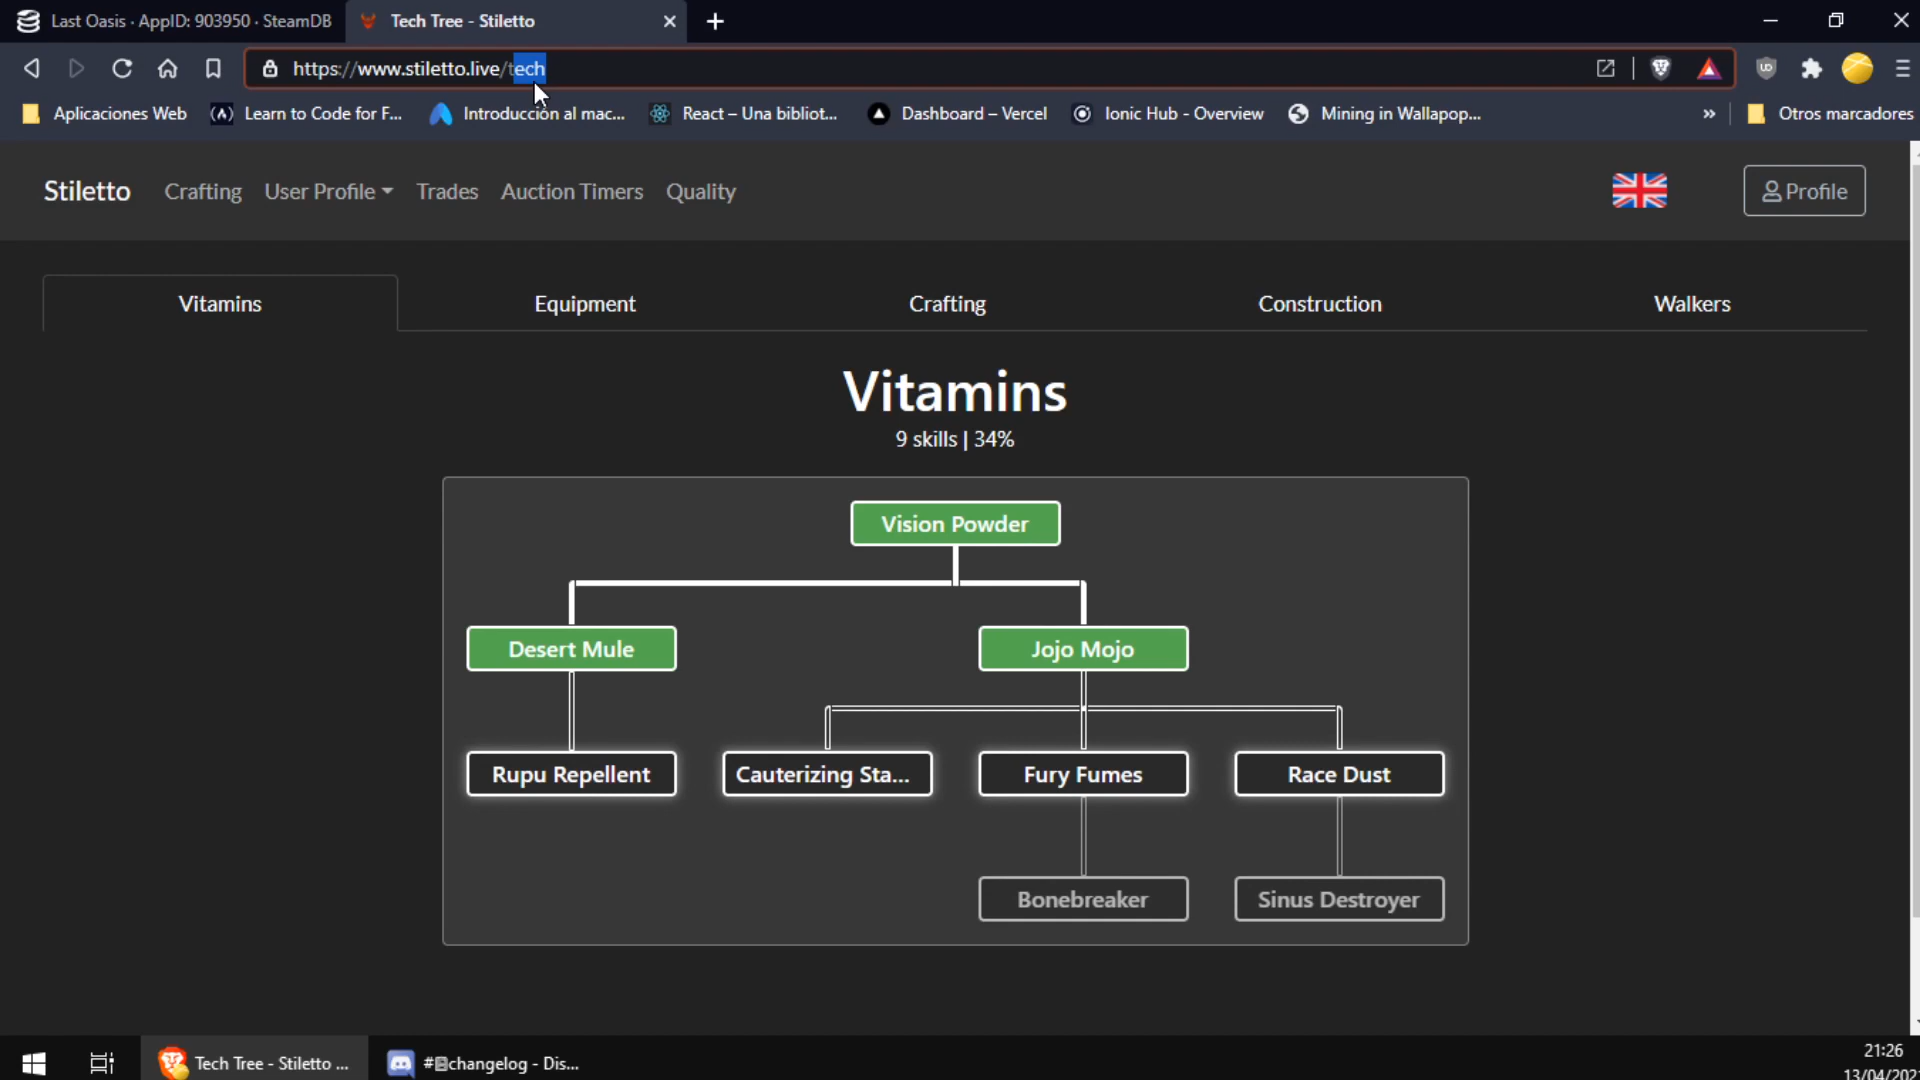 Last Oasis · AppID: 903950 · SteamDB
Tech Tree - Stiletto
https://www.stiletto.live/tech
Aplicaciones Web
Learn to Code for F...
Introducción al mac...
React – Una bibliot...
Dashboard – Vercel
Ionic Hub - Overview
Mining in Wallapop...
»
Otros marcadores
Stiletto
Crafting
User Profile
Trades
Auction Timers
Quality
Profile
Vitamins
Equipment
Crafting
Construction
Walkers
Vitamins
9 skills | 34%
Vision Powder
Desert Mule
Jojo Mojo
Rupu Repellent
Cauterizing Sta...
Fury Fumes
Race Dust
Bonebreaker
Sinus Destroyer
Tech Tree - Stiletto ...
#changelog - Dis...
21:26
13/04/202